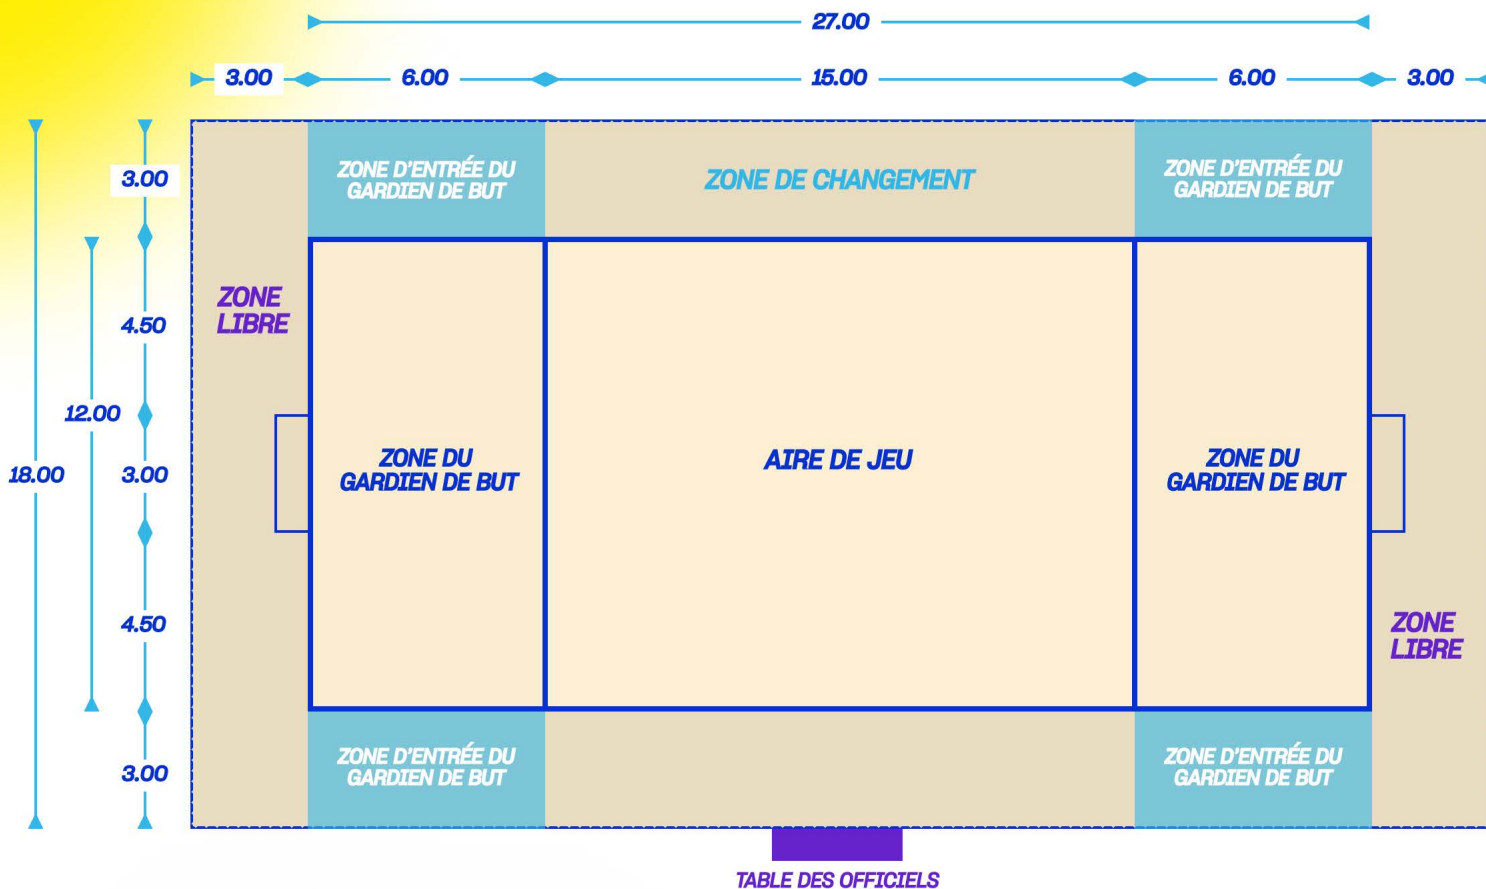 27.00
3.00
6.00
15.00
6.00
3.00
3.00
4.50
12.00
18.00
3.00
4.50
3.00
ZONE D'ENTRÉE DU
GARDIEN DE BUT
ZONE DE CHANGEMENT
ZONE D'ENTRÉE DU
GARDIEN DE BUT
ZONE
LIBRE
ZONE DU
GARDIEN DE BUT
AIRE DE JEU
ZONE DU
GARDIEN DE BUT
ZONE
LIBRE
ZONE D'ENTRÉE DU
GARDIEN DE BUT
ZONE D'ENTRÉE DU
GARDIEN DE BUT
TABLE DES OFFICIELS